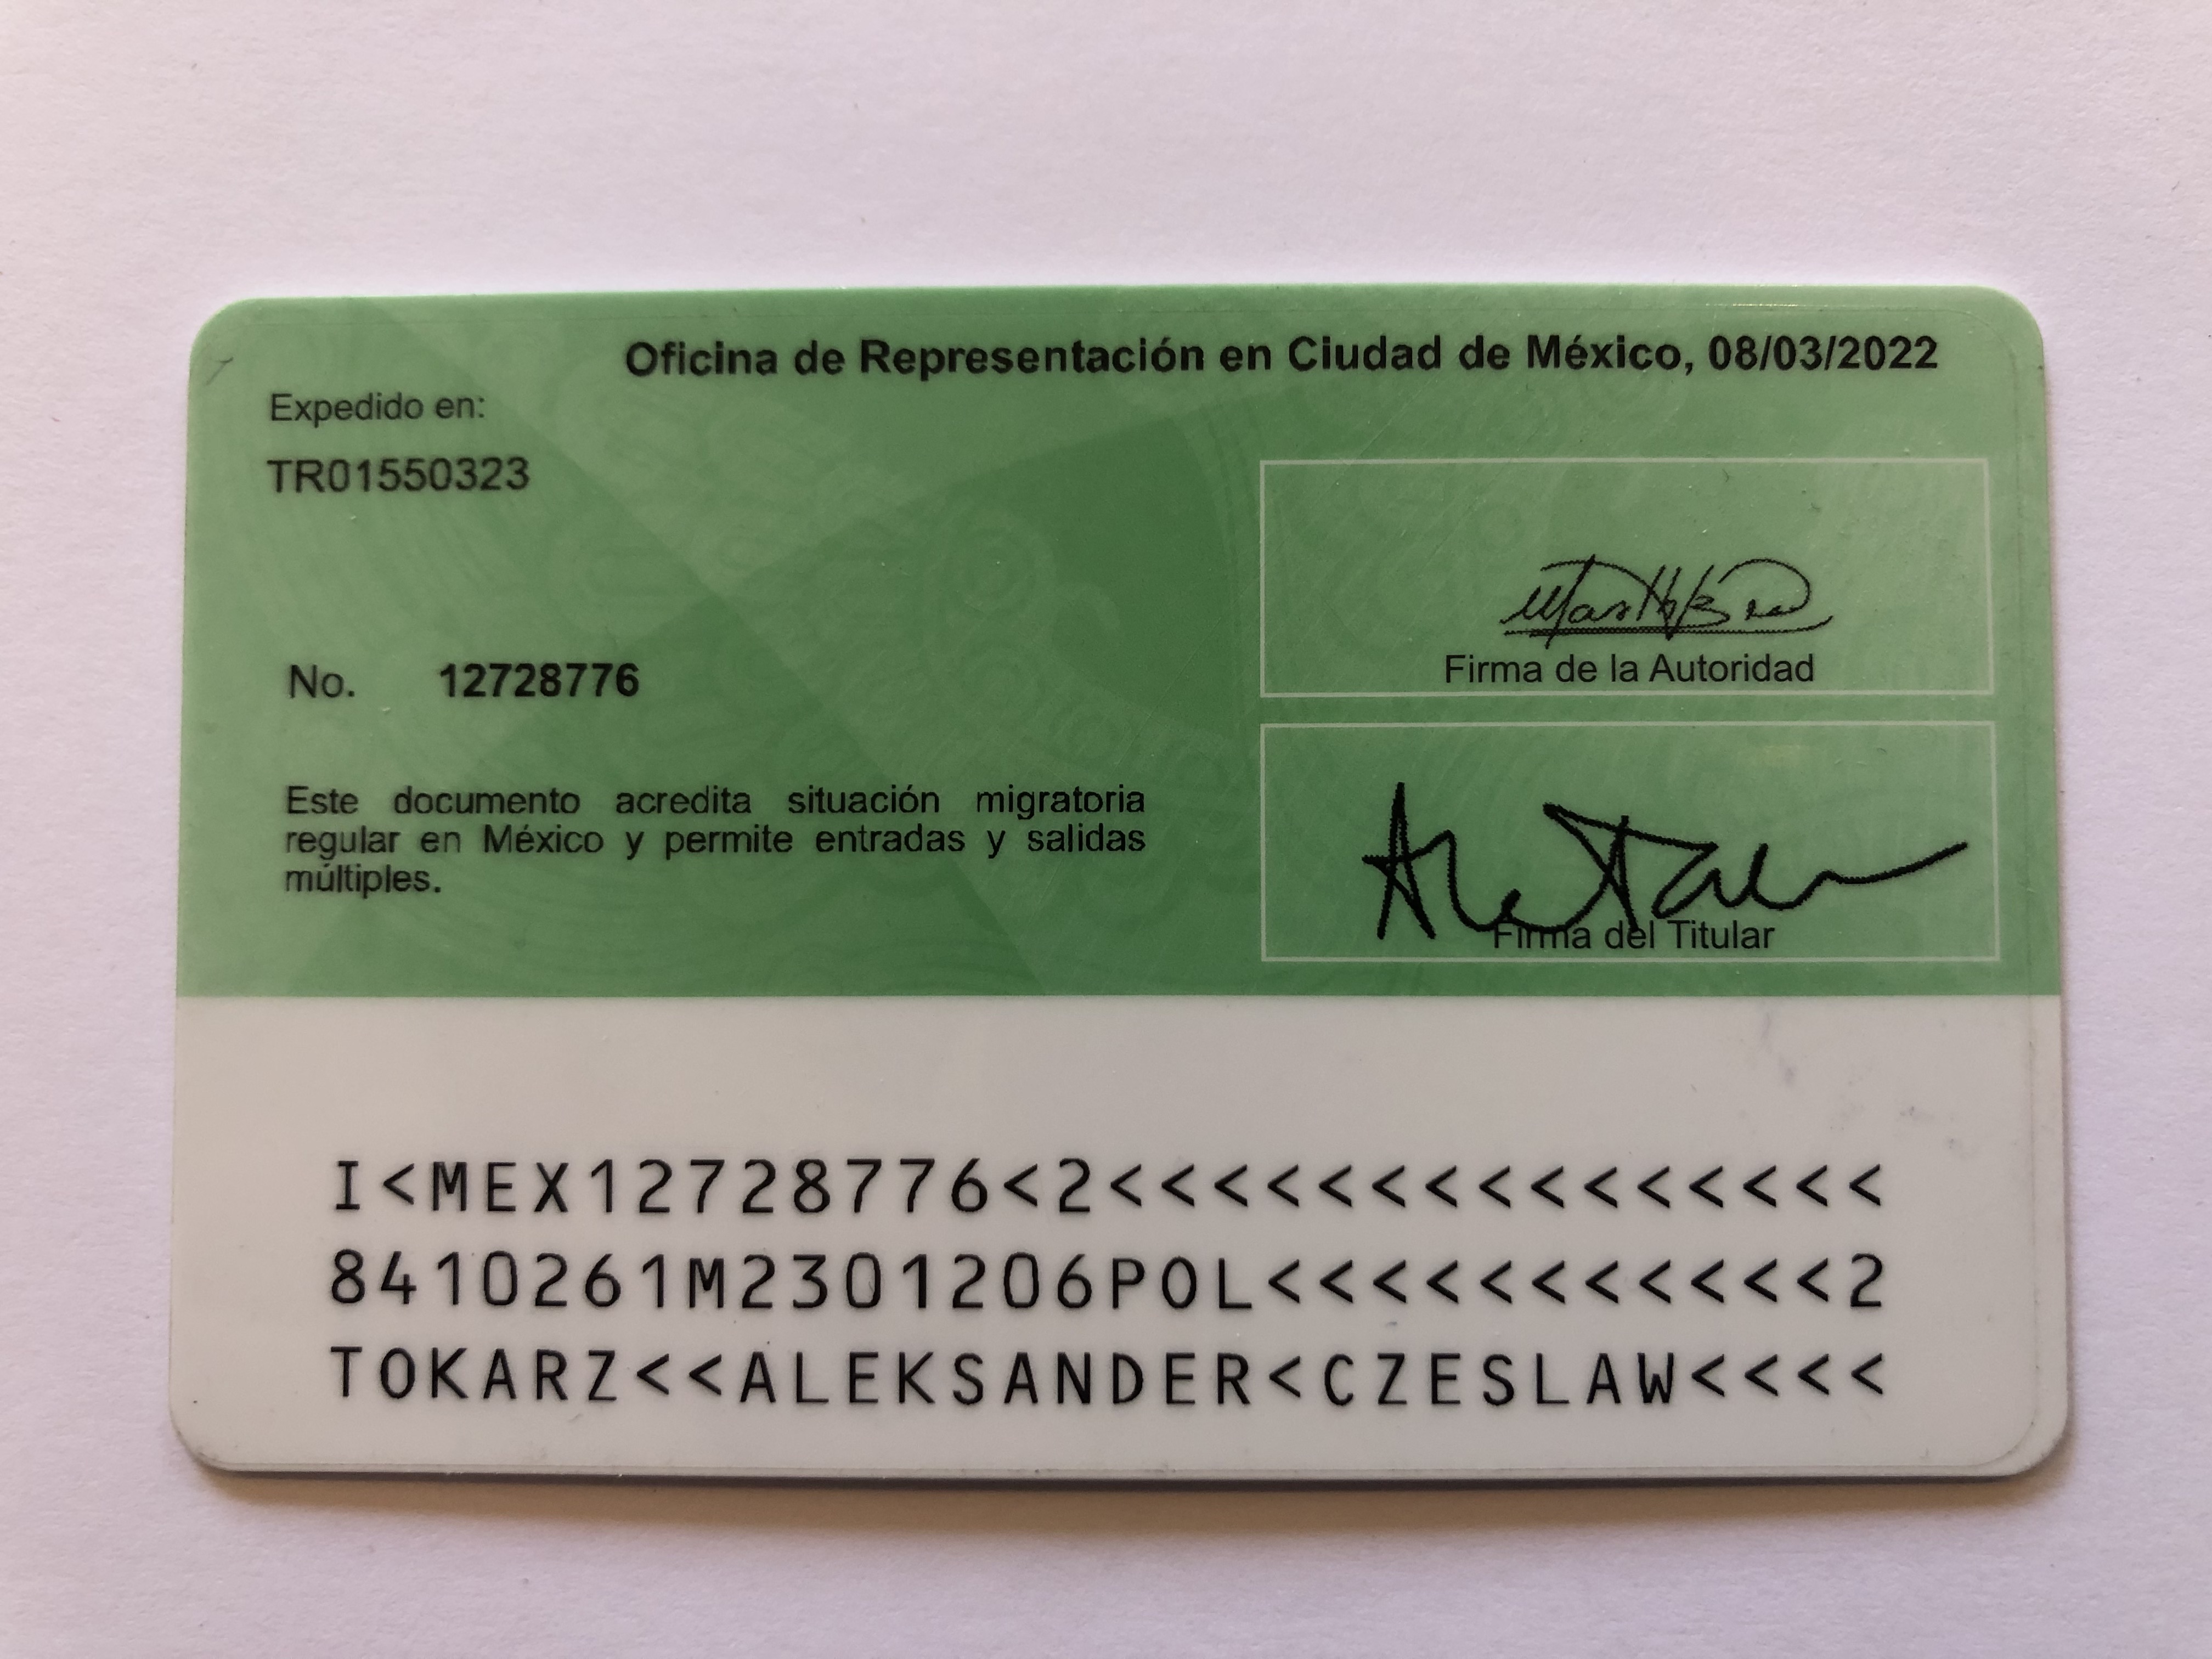 Oficina de Representación en Ciudad de México, 08/03/2022
Expedido en:
TR01550323
Firma de la Autoridad
No. 12728776
Este documento acredita situación migratoria
regular en México y permite entradas y salidas
múltiples.
Firma del Titular
I<MEX12728776<2<<<<<<<<<<<<<<<
8410261M2301206POL<<<<<<<<<<<2
TOKARZ<<ALEKSANDER<CZESLAW<<<<